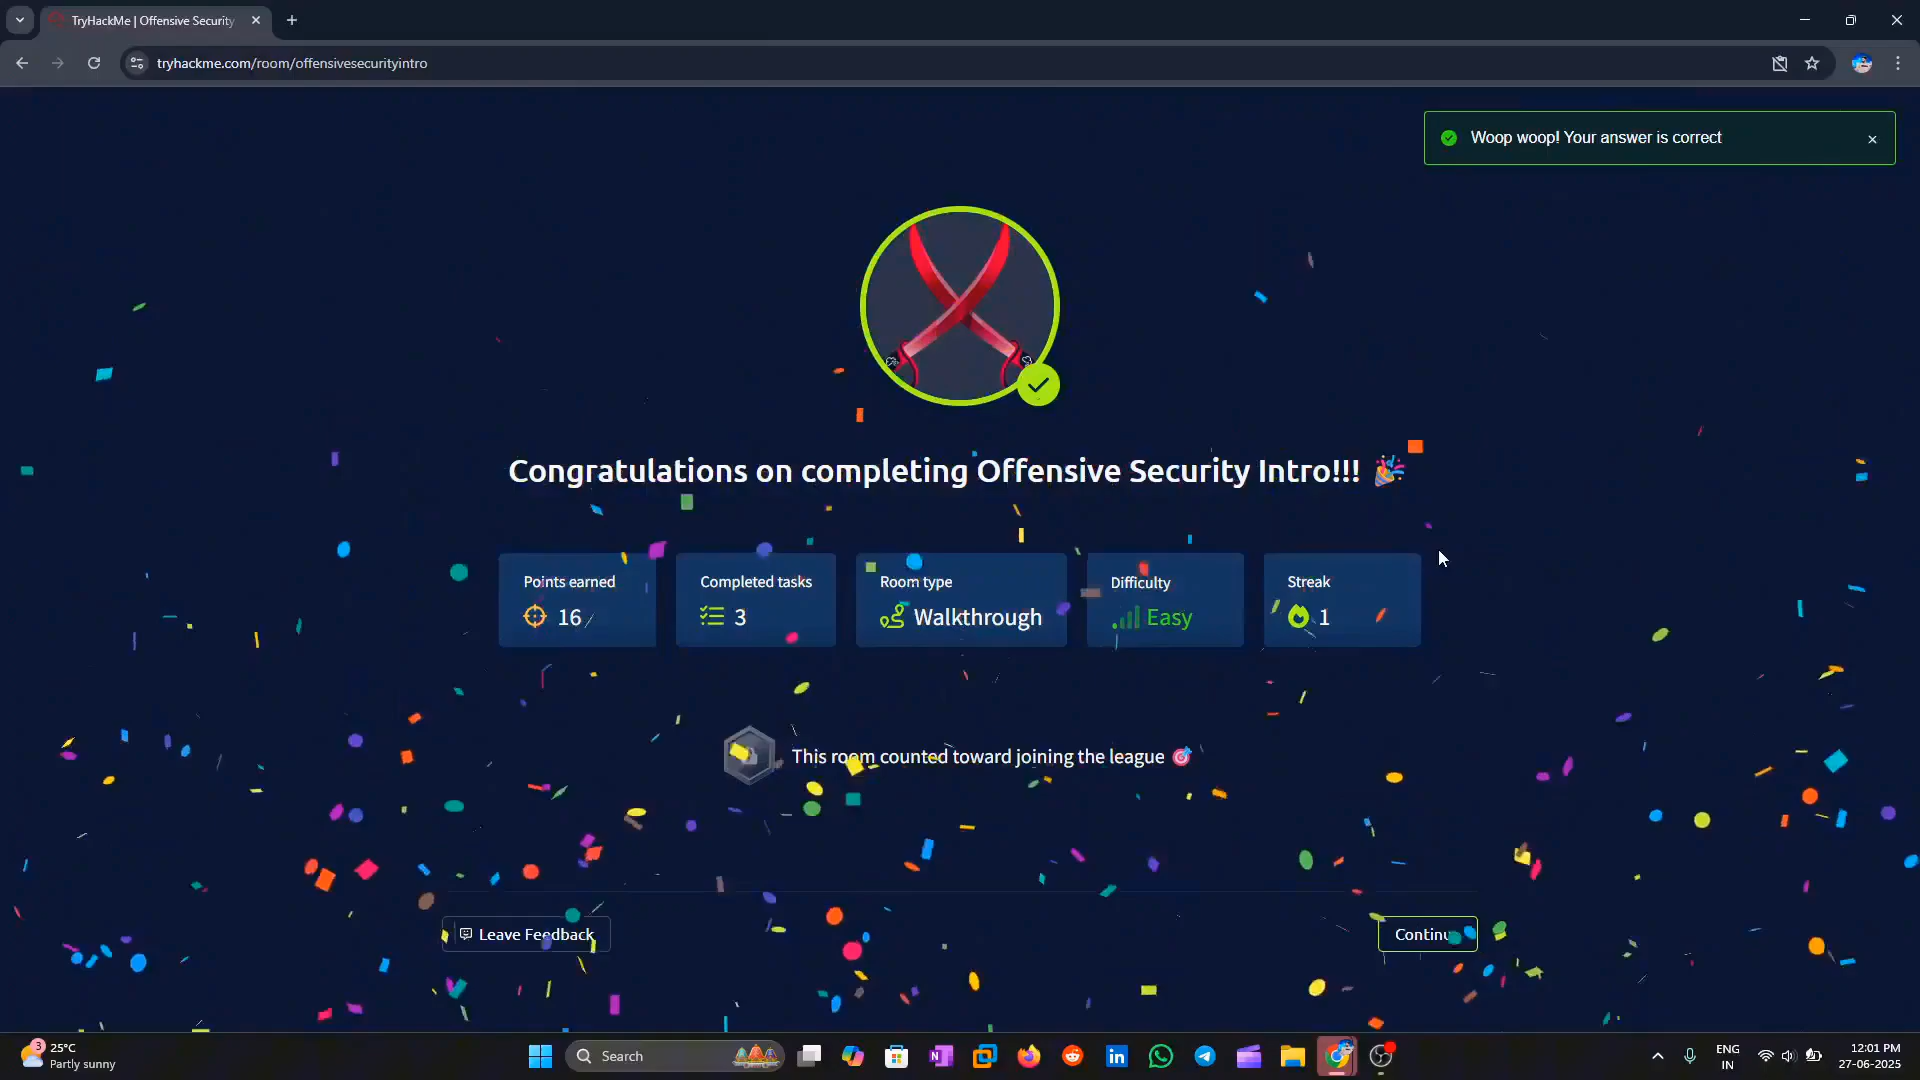 TryHackMe | Offensive Security
tryhackme.com/room/offensivesecurityintro
Woop woop! Your answer is correct
Congratulations on completing Offensive Security Intro!!! 🎉
Points earned
16
Completed tasks
3
Room type
Walkthrough
Difficulty
Easy
Streak
1
This room counted toward joining the league 🎯
Leave Feedback
Continue
3
25°C
Partly sunny
Search
ENG
IN
12:01 PM
27-06-2025